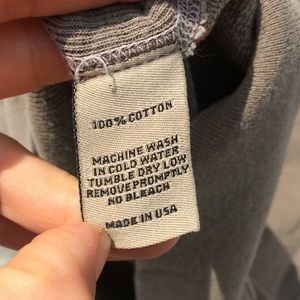 100% COTTON
MACHINE WASH
IN COLD WATER
TUMBLE DRY LOW
REMOVE PROMPTLY
NO BLEACH
MADE IN USA